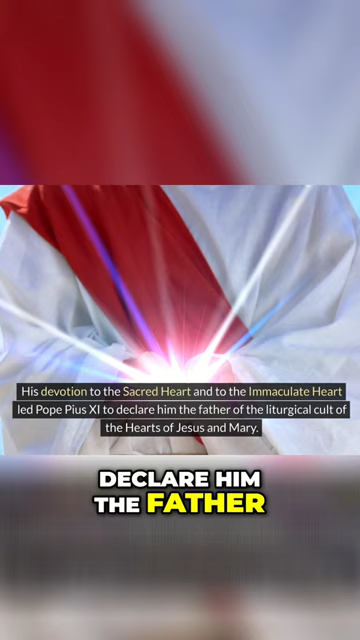 His devotion to the Sacred Heart and to the Immaculate Heart
led Pope Pius XI to declare him the father of the liturgical cult of
the Hearts of Jesus and Mary.
DECLARE HIM
THE FATHER